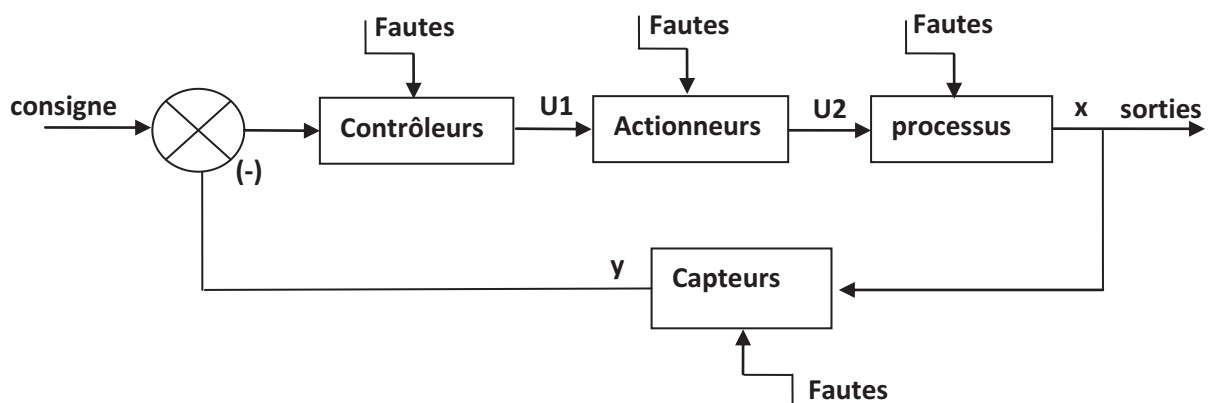 Fautes
Fautes
Fautes
consigne
Contrôleurs
U1
Actionneurs
U2
processus
x
sorties
(-)
y
Capteurs
Fautes